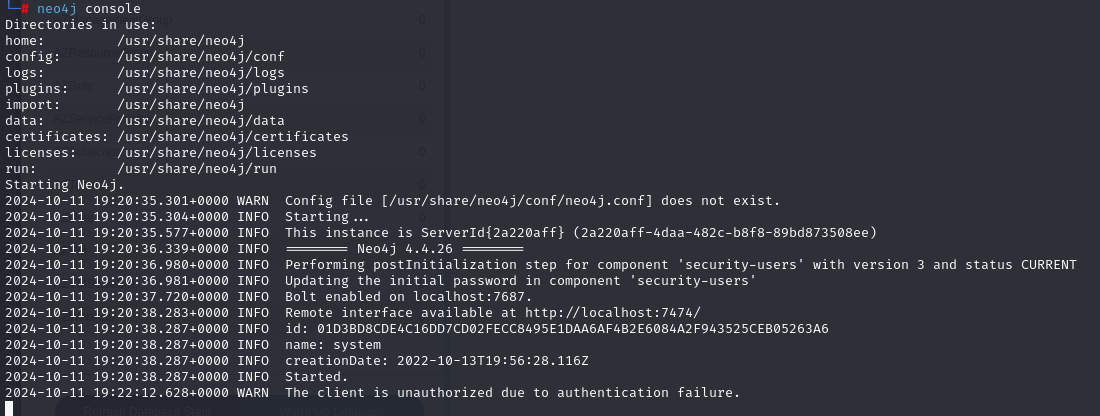 └─# neo4j console
Directories in use:
home:         /usr/share/neo4j
config:       /usr/share/neo4j/conf
logs:         /usr/share/neo4j/logs
plugins:      /usr/share/neo4j/plugins
import:       /usr/share/neo4j
data:         /usr/share/neo4j/data
certificates: /usr/share/neo4j/certificates
licenses:     /usr/share/neo4j/licenses
run:          /usr/share/neo4j/run
Starting Neo4j.
2024-10-11 19:20:35.301+0000 WARN  Config file [/usr/share/neo4j/conf/neo4j.conf] does not exist.
2024-10-11 19:20:35.304+0000 INFO  Starting...
2024-10-11 19:20:35.577+0000 INFO  This instance is ServerId{2a220aff} (2a220aff-4daa-482c-b8f8-89bd873508ee)
2024-10-11 19:20:36.339+0000 INFO  ======== Neo4j 4.4.26 ========
2024-10-11 19:20:36.980+0000 INFO  Performing postInitialization step for component 'security-users' with version 3 and status CURRENT
2024-10-11 19:20:36.981+0000 INFO  Updating the initial password in component 'security-users'
2024-10-11 19:20:37.720+0000 INFO  Bolt enabled on localhost:7687.
2024-10-11 19:20:38.283+0000 INFO  Remote interface available at http://localhost:7474/
2024-10-11 19:20:38.287+0000 INFO  id: 01D3BD8CDE4C16DD7CD02FECC8495E1DAA6AF4B2E6084A2F943525CEB05263A6
2024-10-11 19:20:38.287+0000 INFO  name: system
2024-10-11 19:20:38.287+0000 INFO  creationDate: 2022-10-13T19:56:28.116Z
2024-10-11 19:20:38.287+0000 INFO  Started.
2024-10-11 19:22:12.628+0000 WARN  The client is unauthorized due to authentication failure.